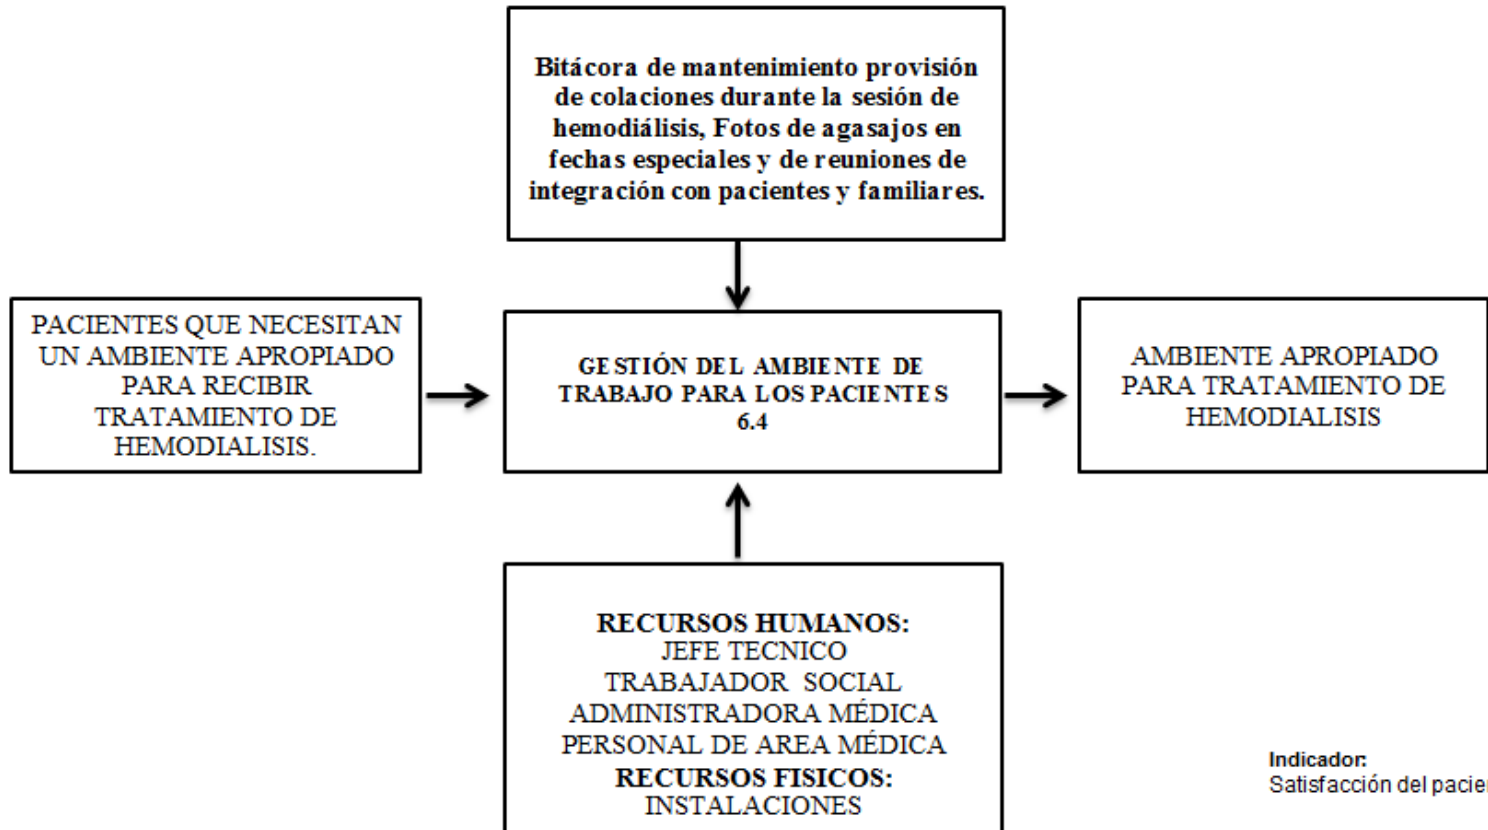 Bitácora de mantenimiento provisión
de colaciones durante la sesión de
hemodiálisis, Fotos de agasajos en
fechas especiales y de reuniones de
integración con pacientes y familiares.
PACIENTES QUE NECESITAN
UN AMBIENTE APROPIADO
PARA RECIBIR
TRATAMIENTO DE
HEMODIALISIS.
GESTIÓN DEL AMBIENTE DE
TRABAJO PARA LOS PACIENTES
6.4
AMBIENTE APROPIADO
PARA TRATAMIENTO DE
HEMODIALISIS
RECURSOS HUMANOS:
JEFE TECNICO
TRABAJADOR SOCIAL
ADMINISTRADORA MÉDICA
PERSONAL DE AREA MÉDICA
RECURSOS FISICOS:
INSTALACIONES
Indicador:
Satisfacción del